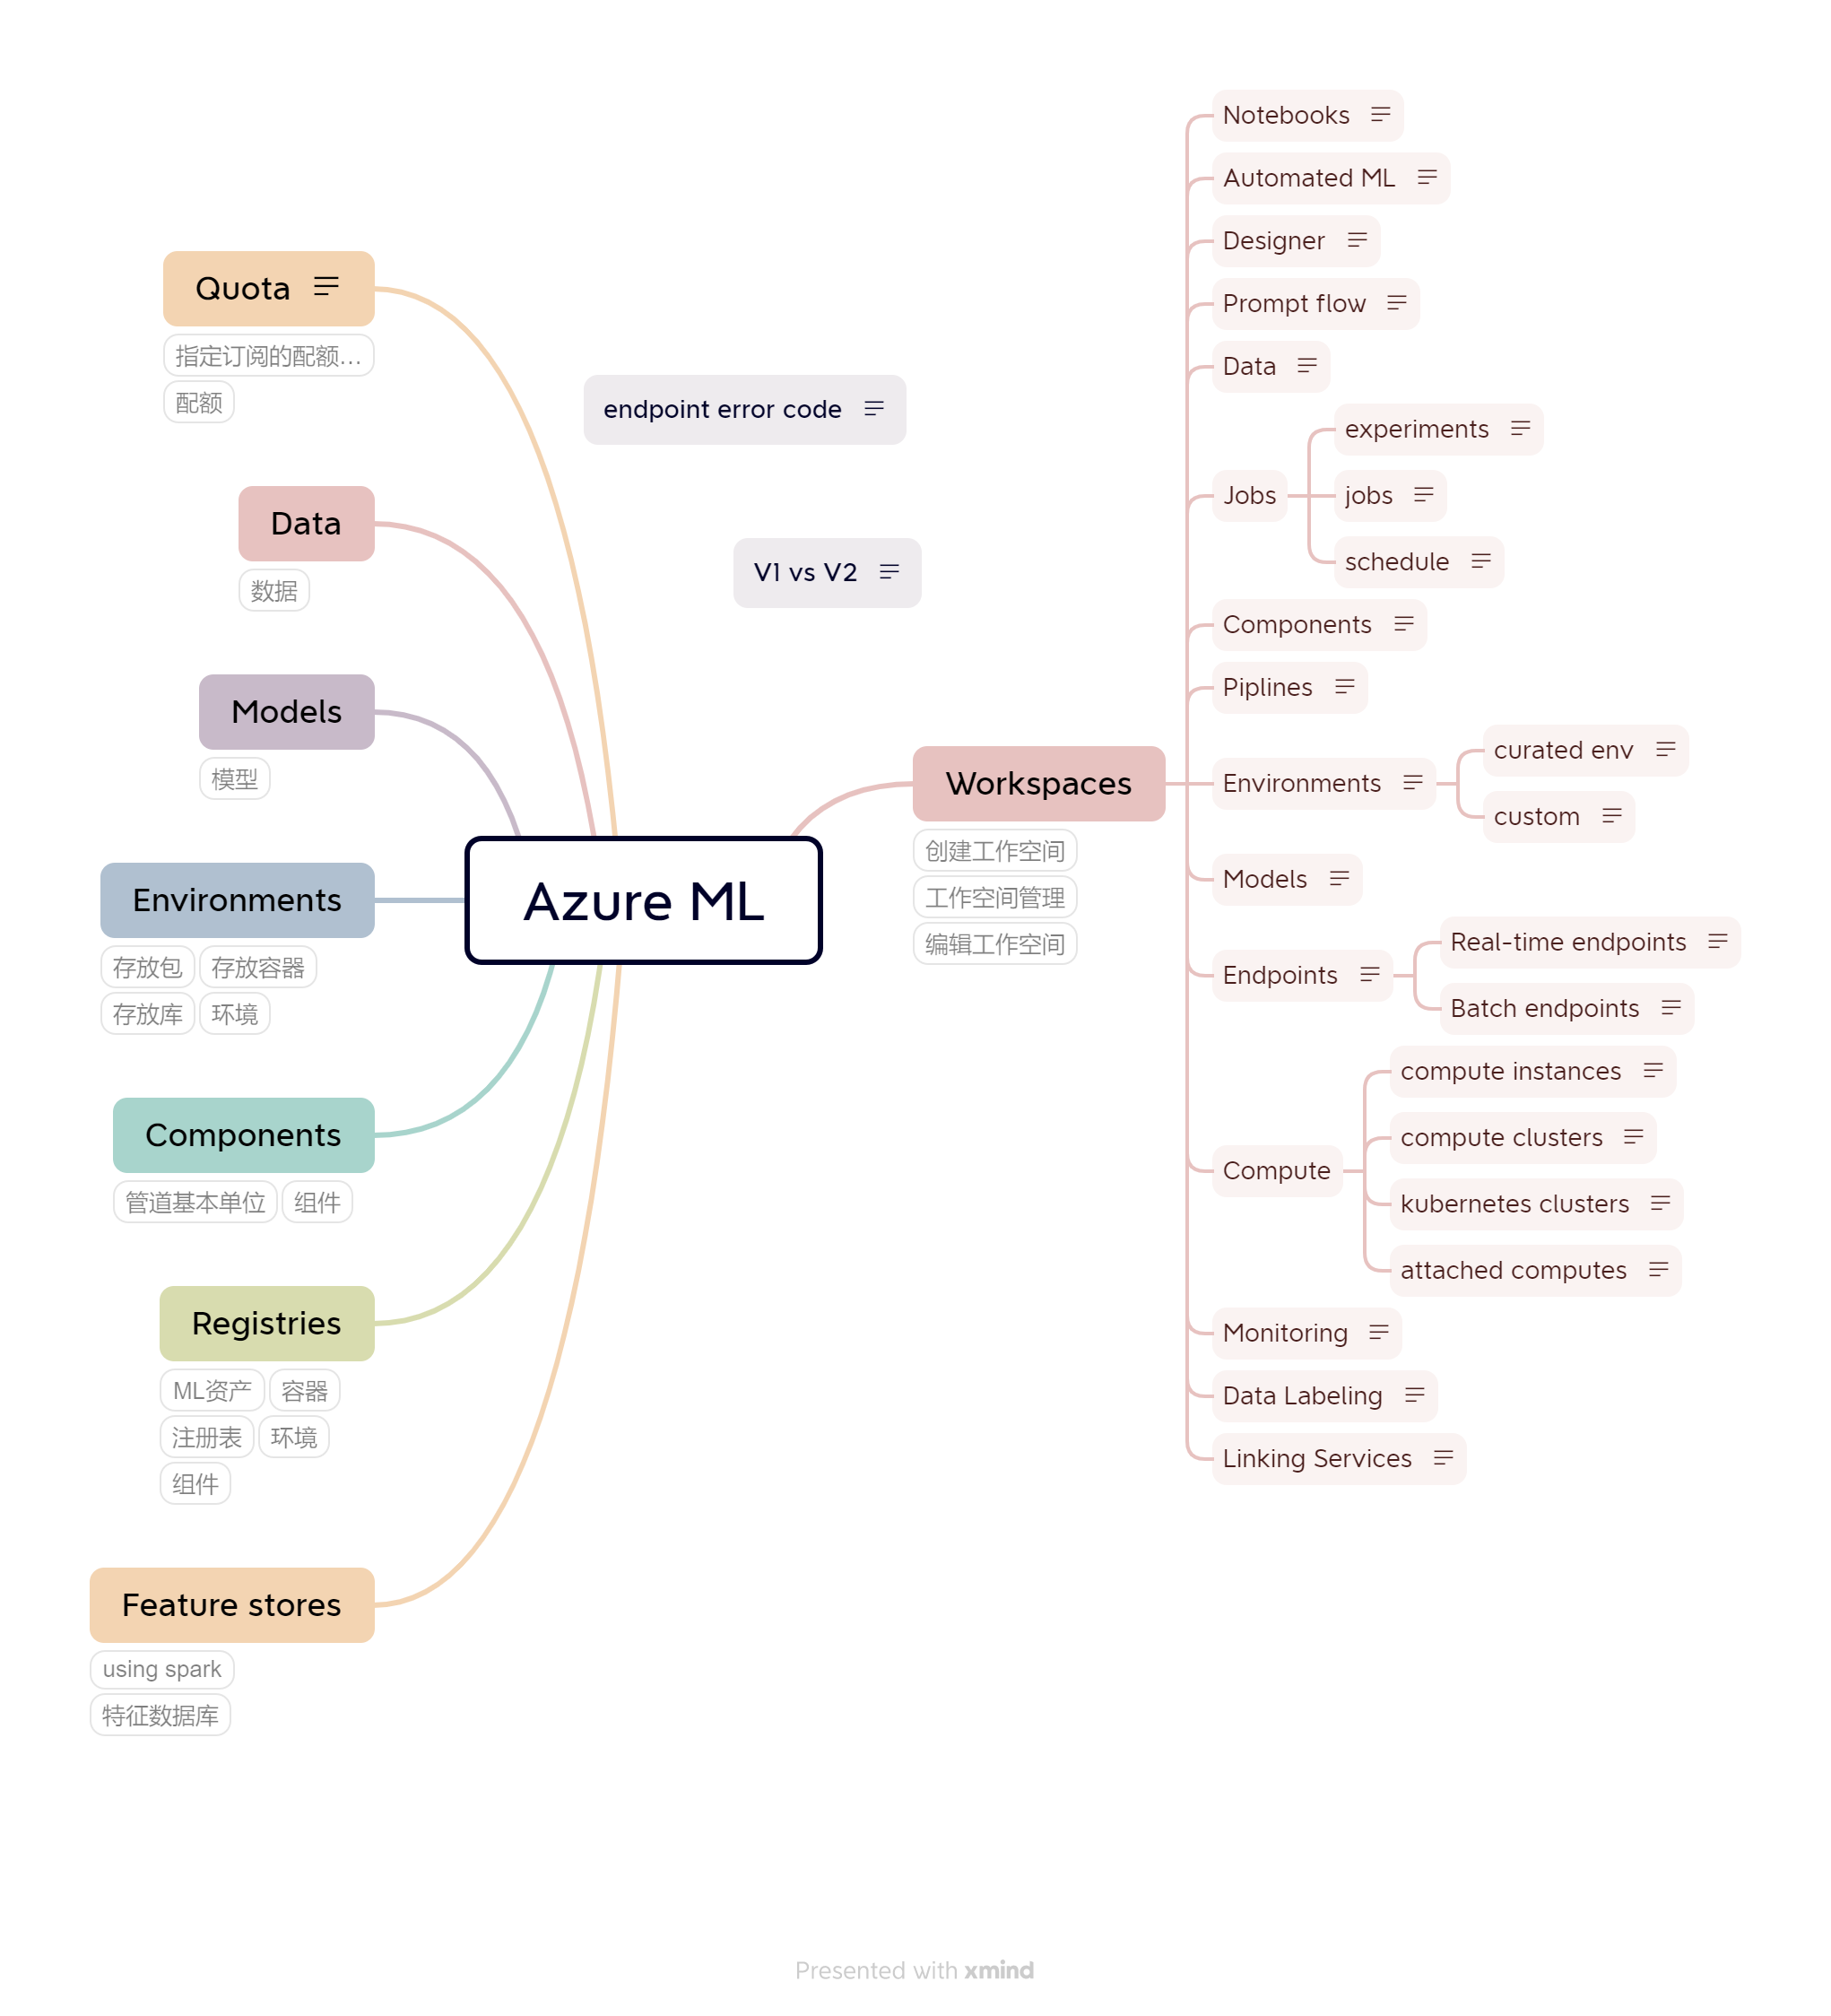 Azure ML
Quota
指定订阅的配额...
配额
Data
数据
Models
模型
Environments
存放包 存放容器
存放库 环境
Components
管道基本单位 组件
Registries
ML资产 容器
注册表 环境
组件
Feature stores
using spark
特征数据库
endpoint error code
V1 vs V2
Workspaces
创建工作空间
工作空间管理
编辑工作空间
Notebooks
Automated ML
Designer
Prompt flow
Data
Jobs
experiments
jobs
schedule
Components
Piplines
Environments
curated env
custom
Models
Endpoints
Real-time endpoints
Batch endpoints
Compute
compute instances
compute clusters
kubernetes clusters
attached computes
Monitoring
Data Labeling
Linking Services
Presented with xmind